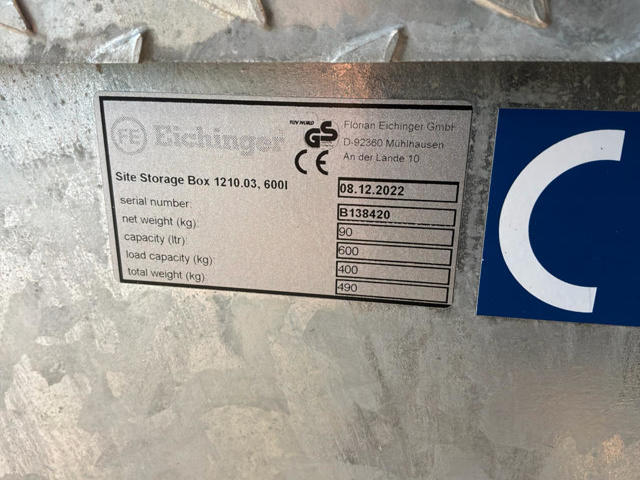 FE Eichinger
TÜV NORD
GS
CE
Florian Eichinger GmbH
D-92360 Mühlhausen
An der Lände 10
Site Storage Box 1210.03, 600l 08.12.2022
serial number: B138420
net weight (kg): 90
capacity (ltr): 600
load capacity (kg): 400
total weight (kg): 490
C